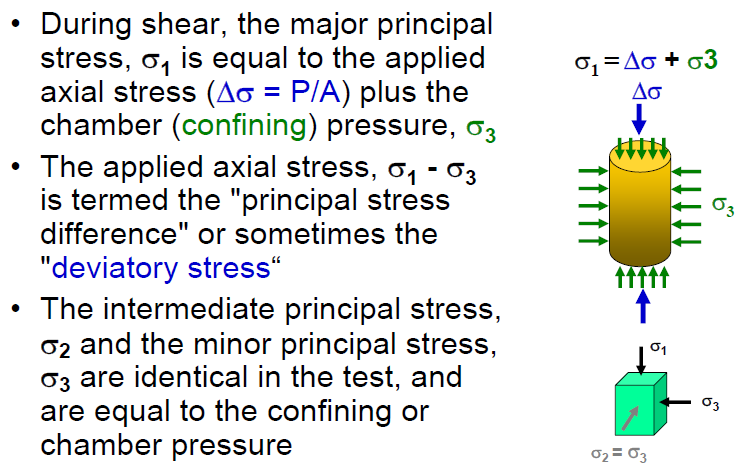 • During shear, the major principal
stress, σ1 is equal to the applied
axial stress (Δσ = P/A) plus the
chamber (confining) pressure, σ3
• The applied axial stress, σ1 - σ3
is termed the "principal stress
difference" or sometimes the
"deviatory stress“
• The intermediate principal stress,
σ2 and the minor principal stress,
σ3 are identical in the test, and
are equal to the confining or
chamber pressure
σ1 = Δσ + σ3
Δσ
σ3
σ1
σ3
σ2 = σ3